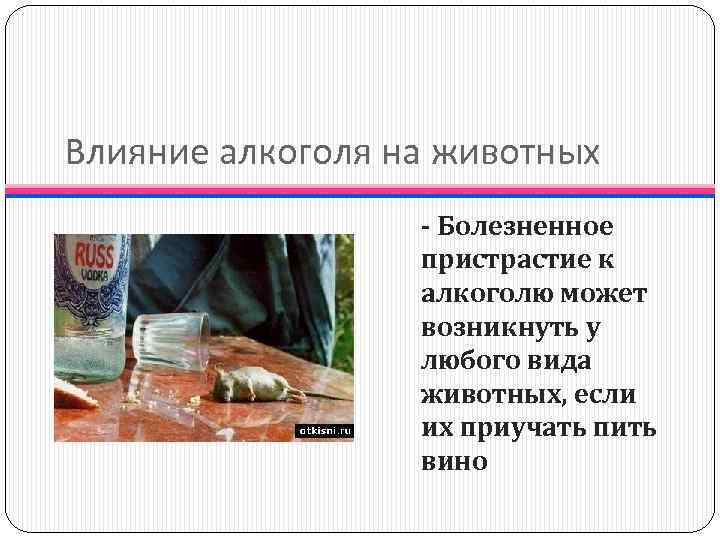 Влияние алкоголя на животных
- Болезненное
пристрастие к
алкоголю может
возникнуть у
любого вида
животных, если
их приучать пить
вино
RUSS
VODKA
otkisni.ru